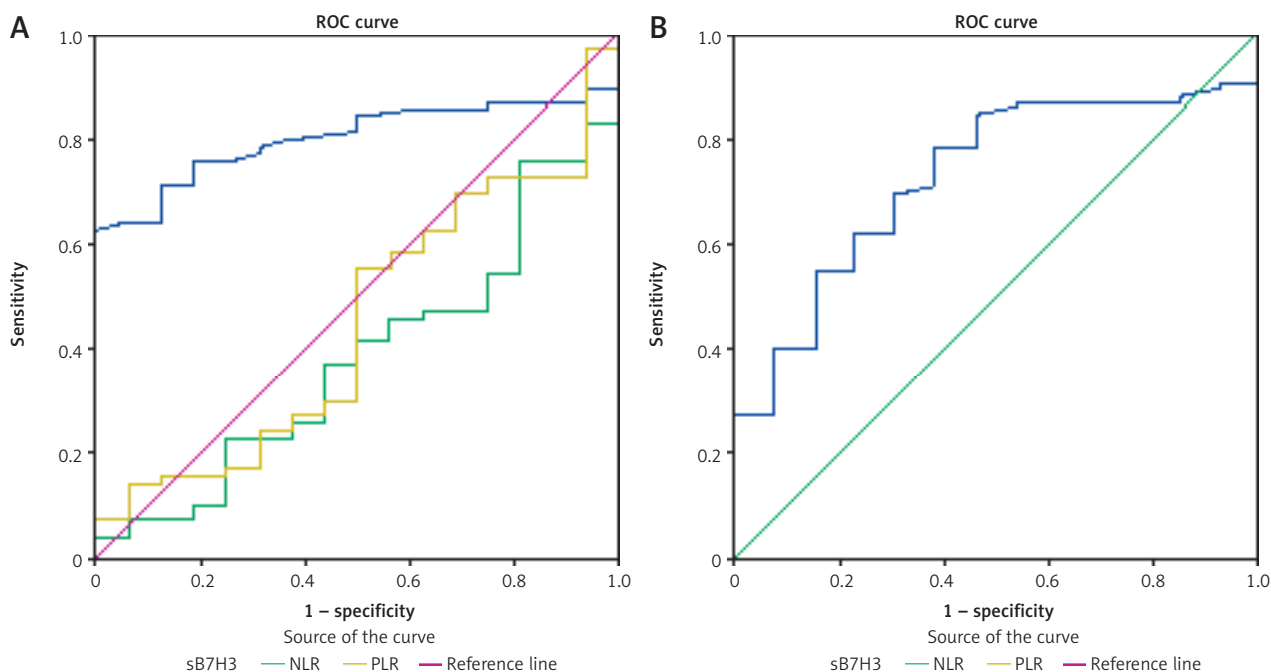 A
ROC curve
1.0
0.8
0.6
0.4
0.2
0
Sensitivity
0 0.2 0.4 0.6 0.8 1.0
1 – specificity
Source of the curve
sB7H3 NLR PLR Reference line
B
ROC curve
1.0
0.8
0.6
0.4
0.2
0
Sensitivity
0 0.2 0.4 0.6 0.8 1.0
1 – specificity
Source of the curve
sB7H3 NLR PLR Reference line